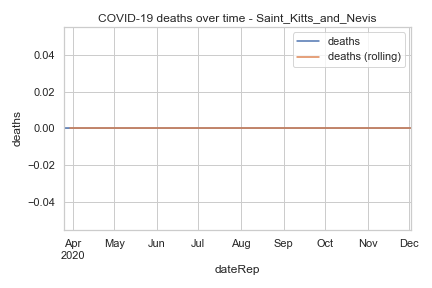 COVID-19 deaths over time - Saint_Kitts_and_Nevis
deaths
deaths (rolling)
0.04
0.02
0.00
−0.02
−0.04
deaths
Apr May Jun Jul Aug Sep Oct Nov Dec
2020
dateRep